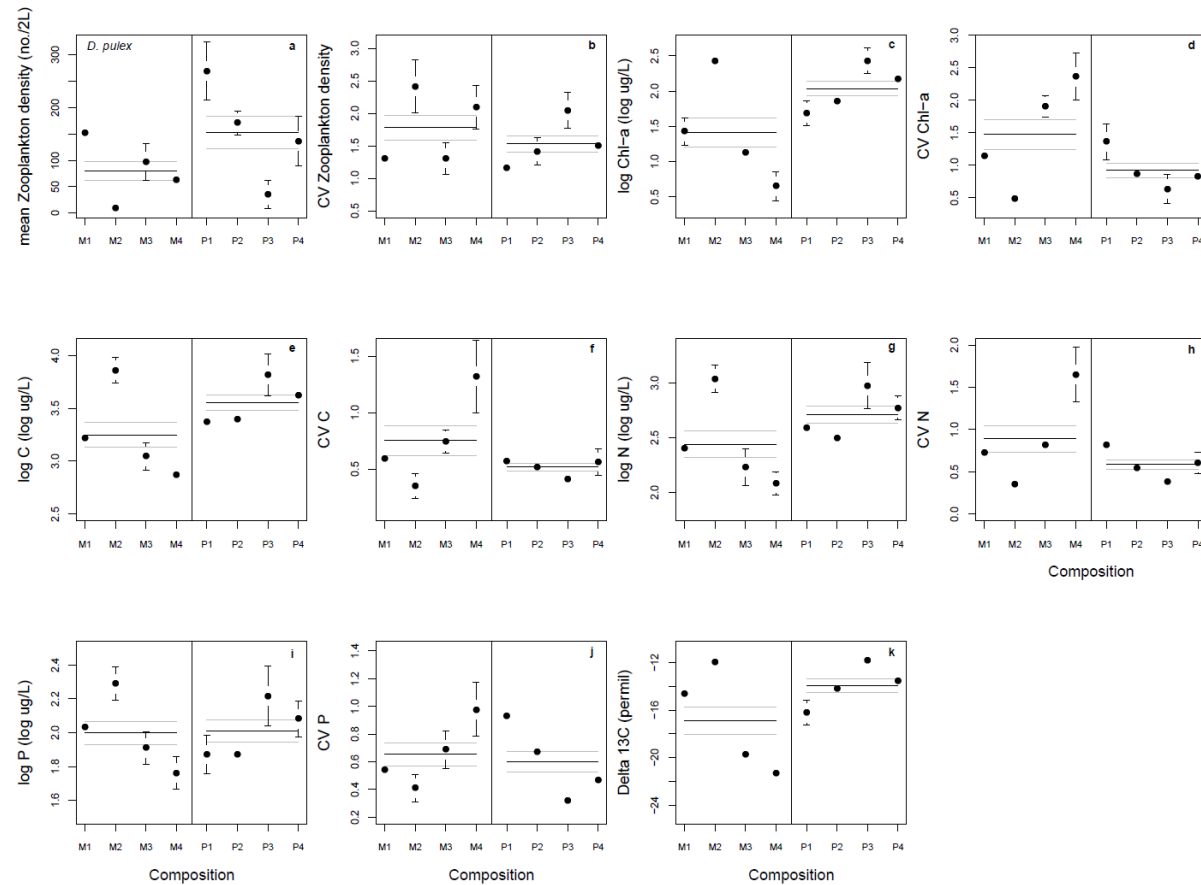 mean Zooplankton density (no./2L)
300
200
100
50
0
D. pulex
a
M1 M2 M3 M4 P1 P2 P3 P4
CV Zooplankton density
3.0
2.5
2.0
1.5
1.0
0.5
b
M1 M2 M3 M4 P1 P2 P3 P4
log Chl−a (log ug/L)
2.5
2.0
1.5
1.0
0.5
c
M1 M2 M3 M4 P1 P2 P3 P4
CV Chl−a
3.0
2.5
2.0
1.5
1.0
0.5
d
M1 M2 M3 M4 P1 P2 P3 P4
log C (log ug/L)
4.0
3.5
3.0
2.5
e
M1 M2 M3 M4 P1 P2 P3 P4
CV C
1.5
1.0
0.5
f
M1 M2 M3 M4 P1 P2 P3 P4
log N (log ug/L)
3.0
2.5
2.0
g
M1 M2 M3 M4 P1 P2 P3 P4
CV N
2.0
1.5
1.0
0.5
0.0
h
M1 M2 M3 M4 P1 P2 P3 P4
Composition
log P (log ug/L)
2.4
2.2
2.0
1.8
1.6
i
M1 M2 M3 M4 P1 P2 P3 P4
Composition
CV P
1.4
1.2
1.0
0.8
0.6
0.4
0.2
j
M1 M2 M3 M4 P1 P2 P3 P4
Composition
Delta 13C (permil)
−12
−16
−20
−24
k
M1 M2 M3 M4 P1 P2 P3 P4
Composition